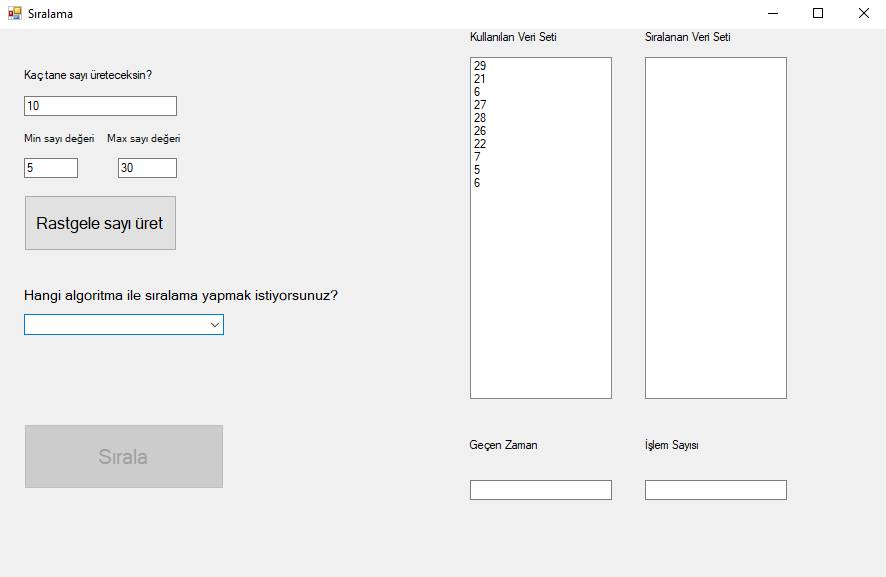 Sıralama
Kaç tane sayı üreteceksin?
10
Min sayı değeri
Max sayı değeri
5
30
Rastgele sayı üret
Hangi algoritma ile sıralama yapmak istiyorsunuz?
Sırala
Kullanılan Veri Seti
29
21
6
27
28
26
22
7
5
6
Sıralanan Veri Seti
Geçen Zaman
İşlem Sayısı